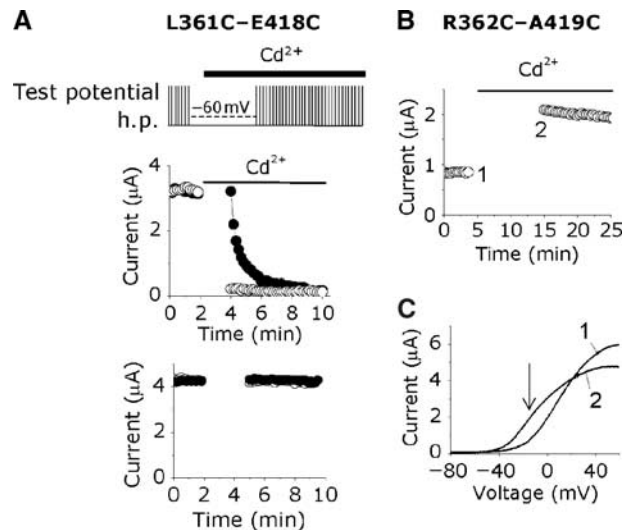 A
L361C–E418C
Cd2+
Test potential
h.p.
–60 mV
Cd2+
Current (μA)
4
2
0
0 2 4 6 8 10
Time (min)
Current (μA)
4
2
0
0 2 4 6 8 10
Time (min)
B
R362C–A419C
Cd2+
Current (μA)
2
1
0
2
1
0 5 10 15 20 25
Time (min)
C
Current (μA)
6
4
2
0
1
2
−80 −40 0 40
Voltage (mV)